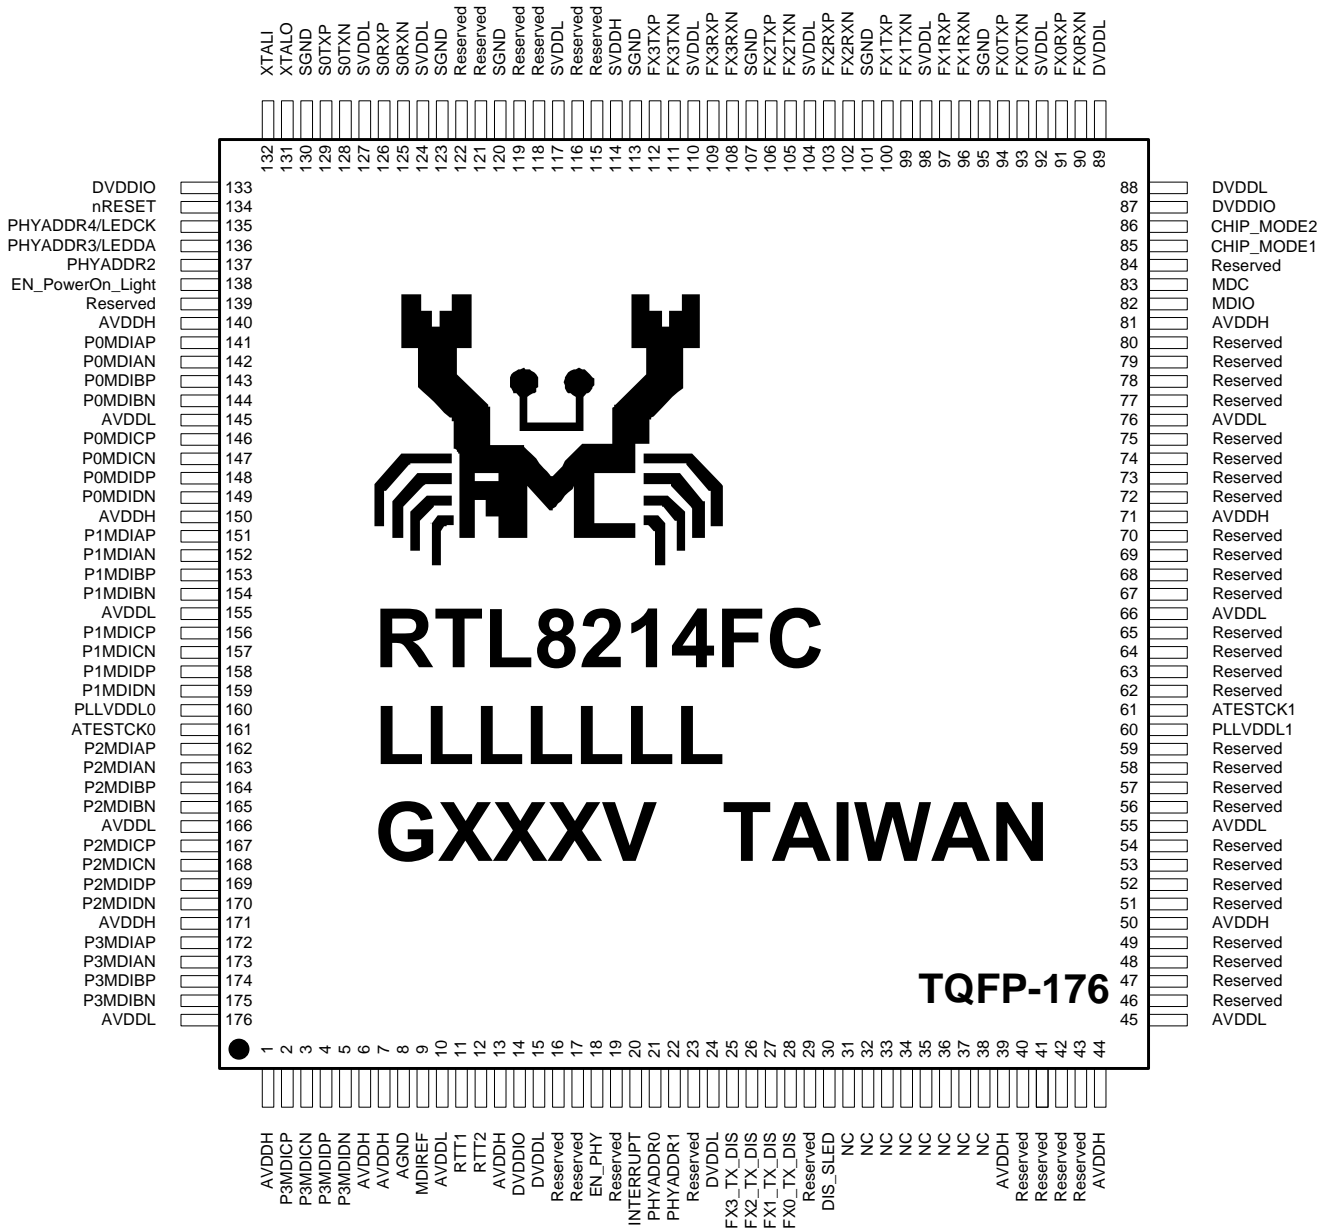 XTALI
XTALO
SGND
S0TXP
S0TXN
SVDDL
S0RXP
S0RXN
SVDDL
SGND
Reserved
Reserved
SGND
Reserved
Reserved
SVDDL
Reserved
Reserved
SVDDH
SGND
FX3TXP
FX3TXN
SVDDL
FX3RXP
FX3RXN
SGND
FX2TXP
FX2TXN
SVDDL
FX2RXP
FX2RXN
SGND
FX1TXP
FX1TXN
SVDDL
FX1RXP
FX1RXN
SGND
FX0TXP
FX0TXN
SVDDL
FX0RXP
FX0RXN
DVDDL
132 131 130 129 128 127 126 125 124 123 122 121 120 119 118 117 116 115 114 113 112 111 110 109 108 107 106 105 104 103 102 101 100 99 98 97 96 95 94 93 92 91 90 89
DVDDIO 133
nRESET 134
PHYADDR4/LEDCK 135
PHYADDR3/LEDDA 136
PHYADDR2 137
EN_PowerOn_Light 138
Reserved 139
AVDDH 140
P0MDIAP 141
P0MDIAN 142
P0MDIBP 143
P0MDIBN 144
AVDDL 145
P0MDICP 146
P0MDICN 147
P0MDIDP 148
P0MDIDN 149
AVDDH 150
P1MDIAP 151
P1MDIAN 152
P1MDIBP 153
P1MDIBN 154
AVDDL 155
P1MDICP 156
P1MDICN 157
P1MDIDP 158
P1MDIDN 159
PLLVDDL0 160
ATESTCK0 161
P2MDIAP 162
P2MDIAN 163
P2MDIBP 164
P2MDIBN 165
AVDDL 166
P2MDICP 167
P2MDICN 168
P2MDIDP 169
P2MDIDN 170
AVDDH 171
P3MDIAP 172
P3MDIAN 173
P3MDIBP 174
P3MDIBN 175
AVDDL 176
RTL8214FC
LLLLLLL
GXXXV TAIWAN
TQFP-176
88 DVDDL
87 DVDDIO
86 CHIP_MODE2
85 CHIP_MODE1
84 Reserved
83 MDC
82 MDIO
81 AVDDH
80 Reserved
79 Reserved
78 Reserved
77 Reserved
76 AVDDL
75 Reserved
74 Reserved
73 Reserved
72 Reserved
71 AVDDH
70 Reserved
69 Reserved
68 Reserved
67 Reserved
66 AVDDL
65 Reserved
64 Reserved
63 Reserved
62 Reserved
61 ATESTCK1
60 PLLVDDL1
59 Reserved
58 Reserved
57 Reserved
56 Reserved
55 AVDDL
54 Reserved
53 Reserved
52 Reserved
51 Reserved
50 AVDDH
49 Reserved
48 Reserved
47 Reserved
46 Reserved
45 AVDDL
1 2 3 4 5 6 7 8 9 10 11 12 13 14 15 16 17 18 19 20 21 22 23 24 25 26 27 28 29 30 31 32 33 34 35 36 37 38 39 40 41 42 43 44
AVDDH
P3MDICP
P3MDICN
P3MDIDP
P3MDIDN
AVDDH
AVDDH
AGND
MDIREF
AVDDL
RTT1
RTT2
AVDDH
DVDDIO
DVDDL
Reserved
Reserved
EN_PHY
Reserved
INTERRUPT
PHYADDR0
PHYADDR1
Reserved
DVDDL
FX3_TX_DIS
FX2_TX_DIS
FX1_TX_DIS
FX0_TX_DIS
Reserved
DIS_SLED
NC
NC
NC
NC
NC
NC
NC
NC
AVDDH
Reserved
Reserved
Reserved
Reserved
AVDDH